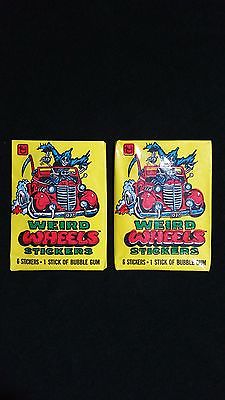 WEIRD
WHEELS
STICKERS
6 STICKERS • 1 STICK OF BUBBLE GUM
WEIRD
WHEELS
STICKERS
6 STICKERS • 1 STICK OF BUBBLE GUM